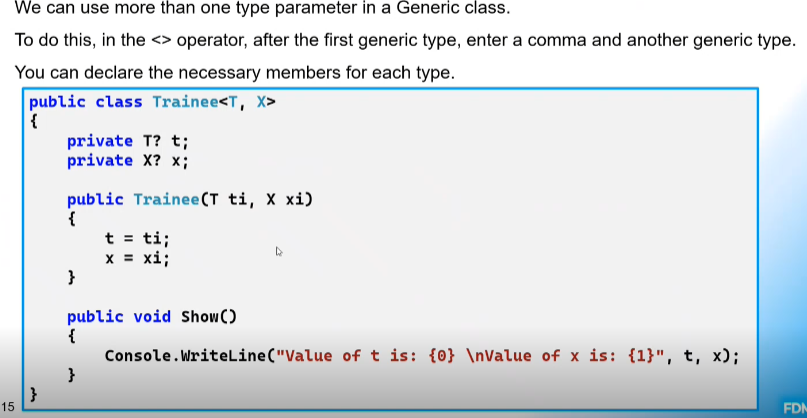 We can use more than one type parameter in a Generic class.
To do this, in the <> operator, after the first generic type, enter a comma and another generic type.
You can declare the necessary members for each type.
public class Trainee<T, X>
{
private T? t;
private X? x;
public Trainee(T ti, X xi)
{
t = ti;
x = xi;
}
public void Show()
{
Console.WriteLine("Value of t is: {0} \nValue of x is: {1}", t, x);
}
}
15